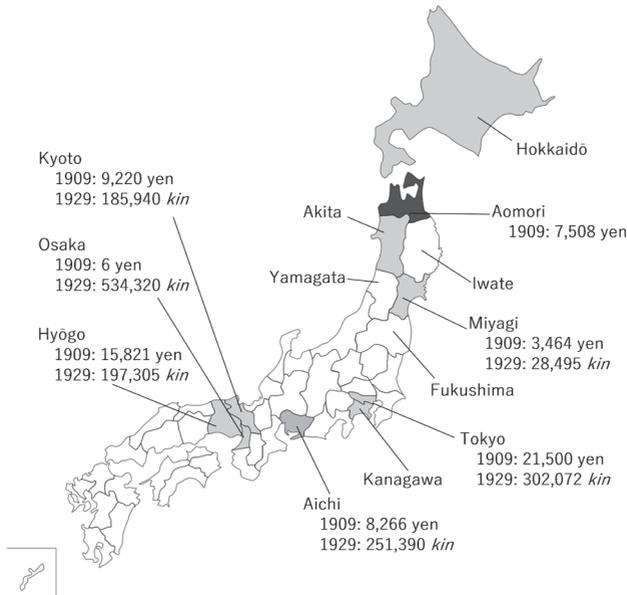 Hokkaidō
Kyoto
1909: 9,220 yen
1929: 185,940 kin
Akita
Aomori
1909: 7,508 yen
Osaka
1909: 6 yen
1929: 534,320 kin
Yamagata
Iwate
Hyōgo
1909: 15,821 yen
1929: 197,305 kin
Miyagi
1909: 3,464 yen
1929: 28,495 kin
Fukushima
Tokyo
1909: 21,500 yen
1929: 302,072 kin
Kanagawa
Aichi
1909: 8,266 yen
1929: 251,390 kin